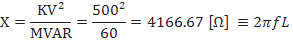 X = KV²/MVAR = 500²/60 = 4166.67 [Ω] ≡ 2πfL